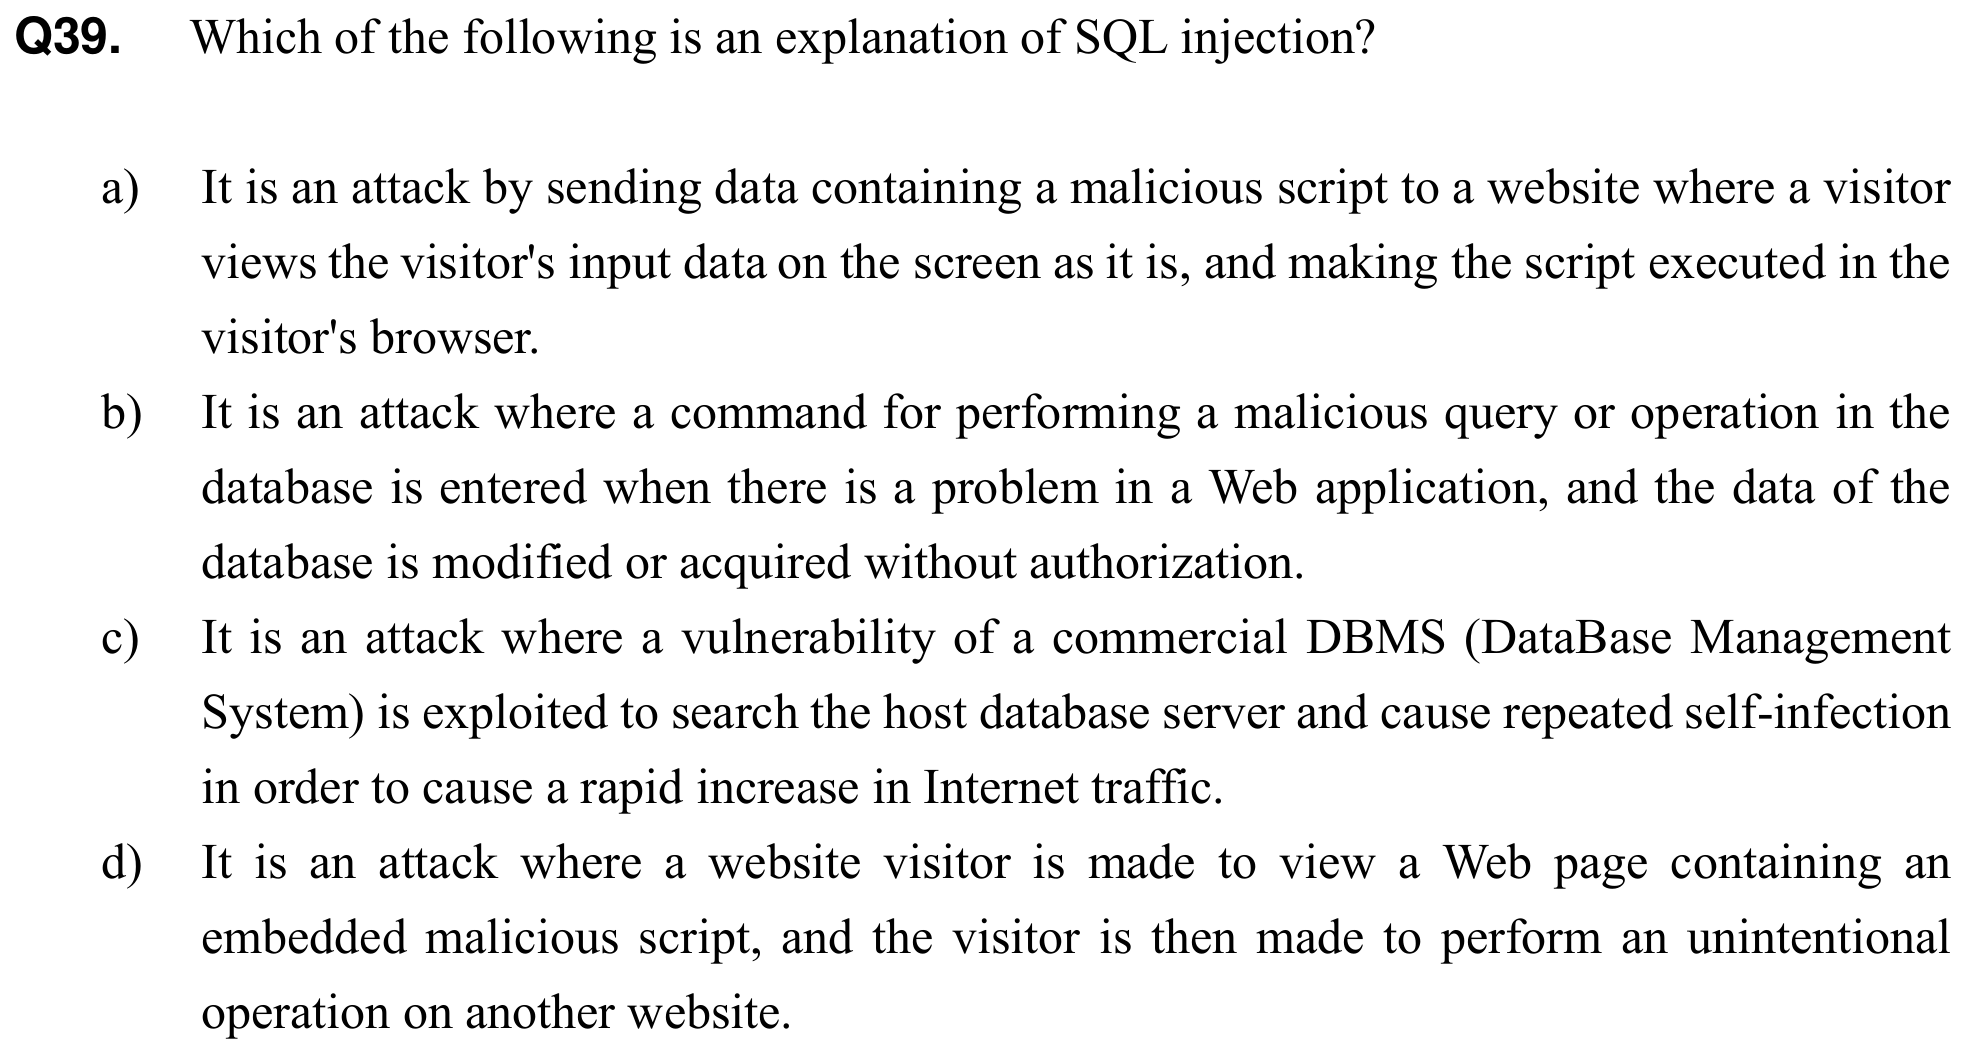 Q39. Which of the following is an explanation of SQL injection?
a) It is an attack by sending data containing a malicious script to a website where a visitor
views the visitor's input data on the screen as it is, and making the script executed in the
visitor's browser.
b) It is an attack where a command for performing a malicious query or operation in the
database is entered when there is a problem in a Web application, and the data of the
database is modified or acquired without authorization.
c) It is an attack where a vulnerability of a commercial DBMS (DataBase Management
System) is exploited to search the host database server and cause repeated self-infection
in order to cause a rapid increase in Internet traffic.
d) It is an attack where a website visitor is made to view a Web page containing an
embedded malicious script, and the visitor is then made to perform an unintentional
operation on another website.